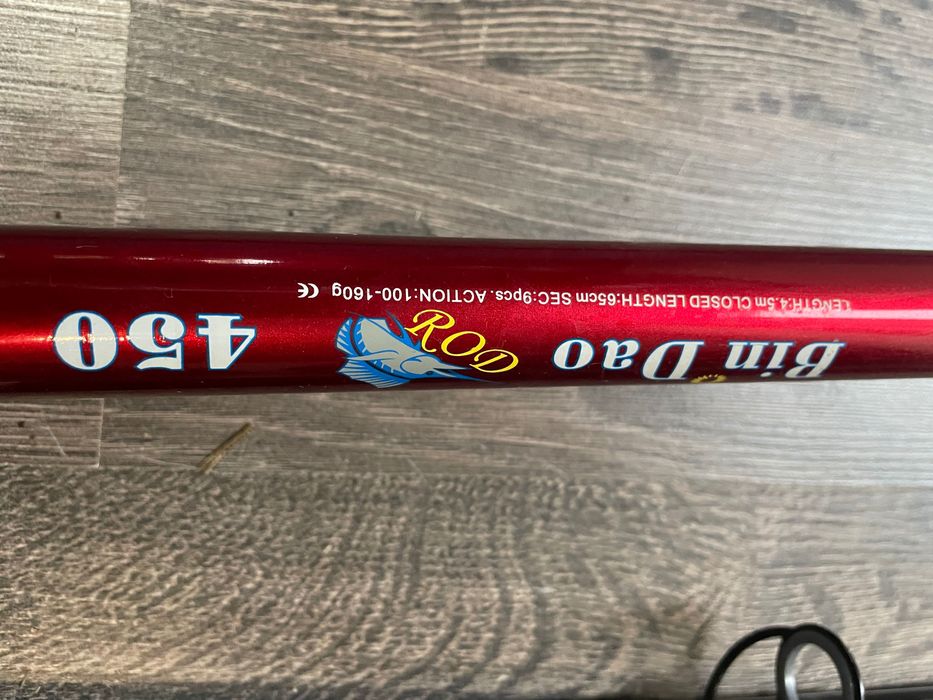 Bin Dao ROD 450
LENGTH:4.5m CLOSED LENGTH:65cm SEC:9pcs. ACTION:100-160g CE